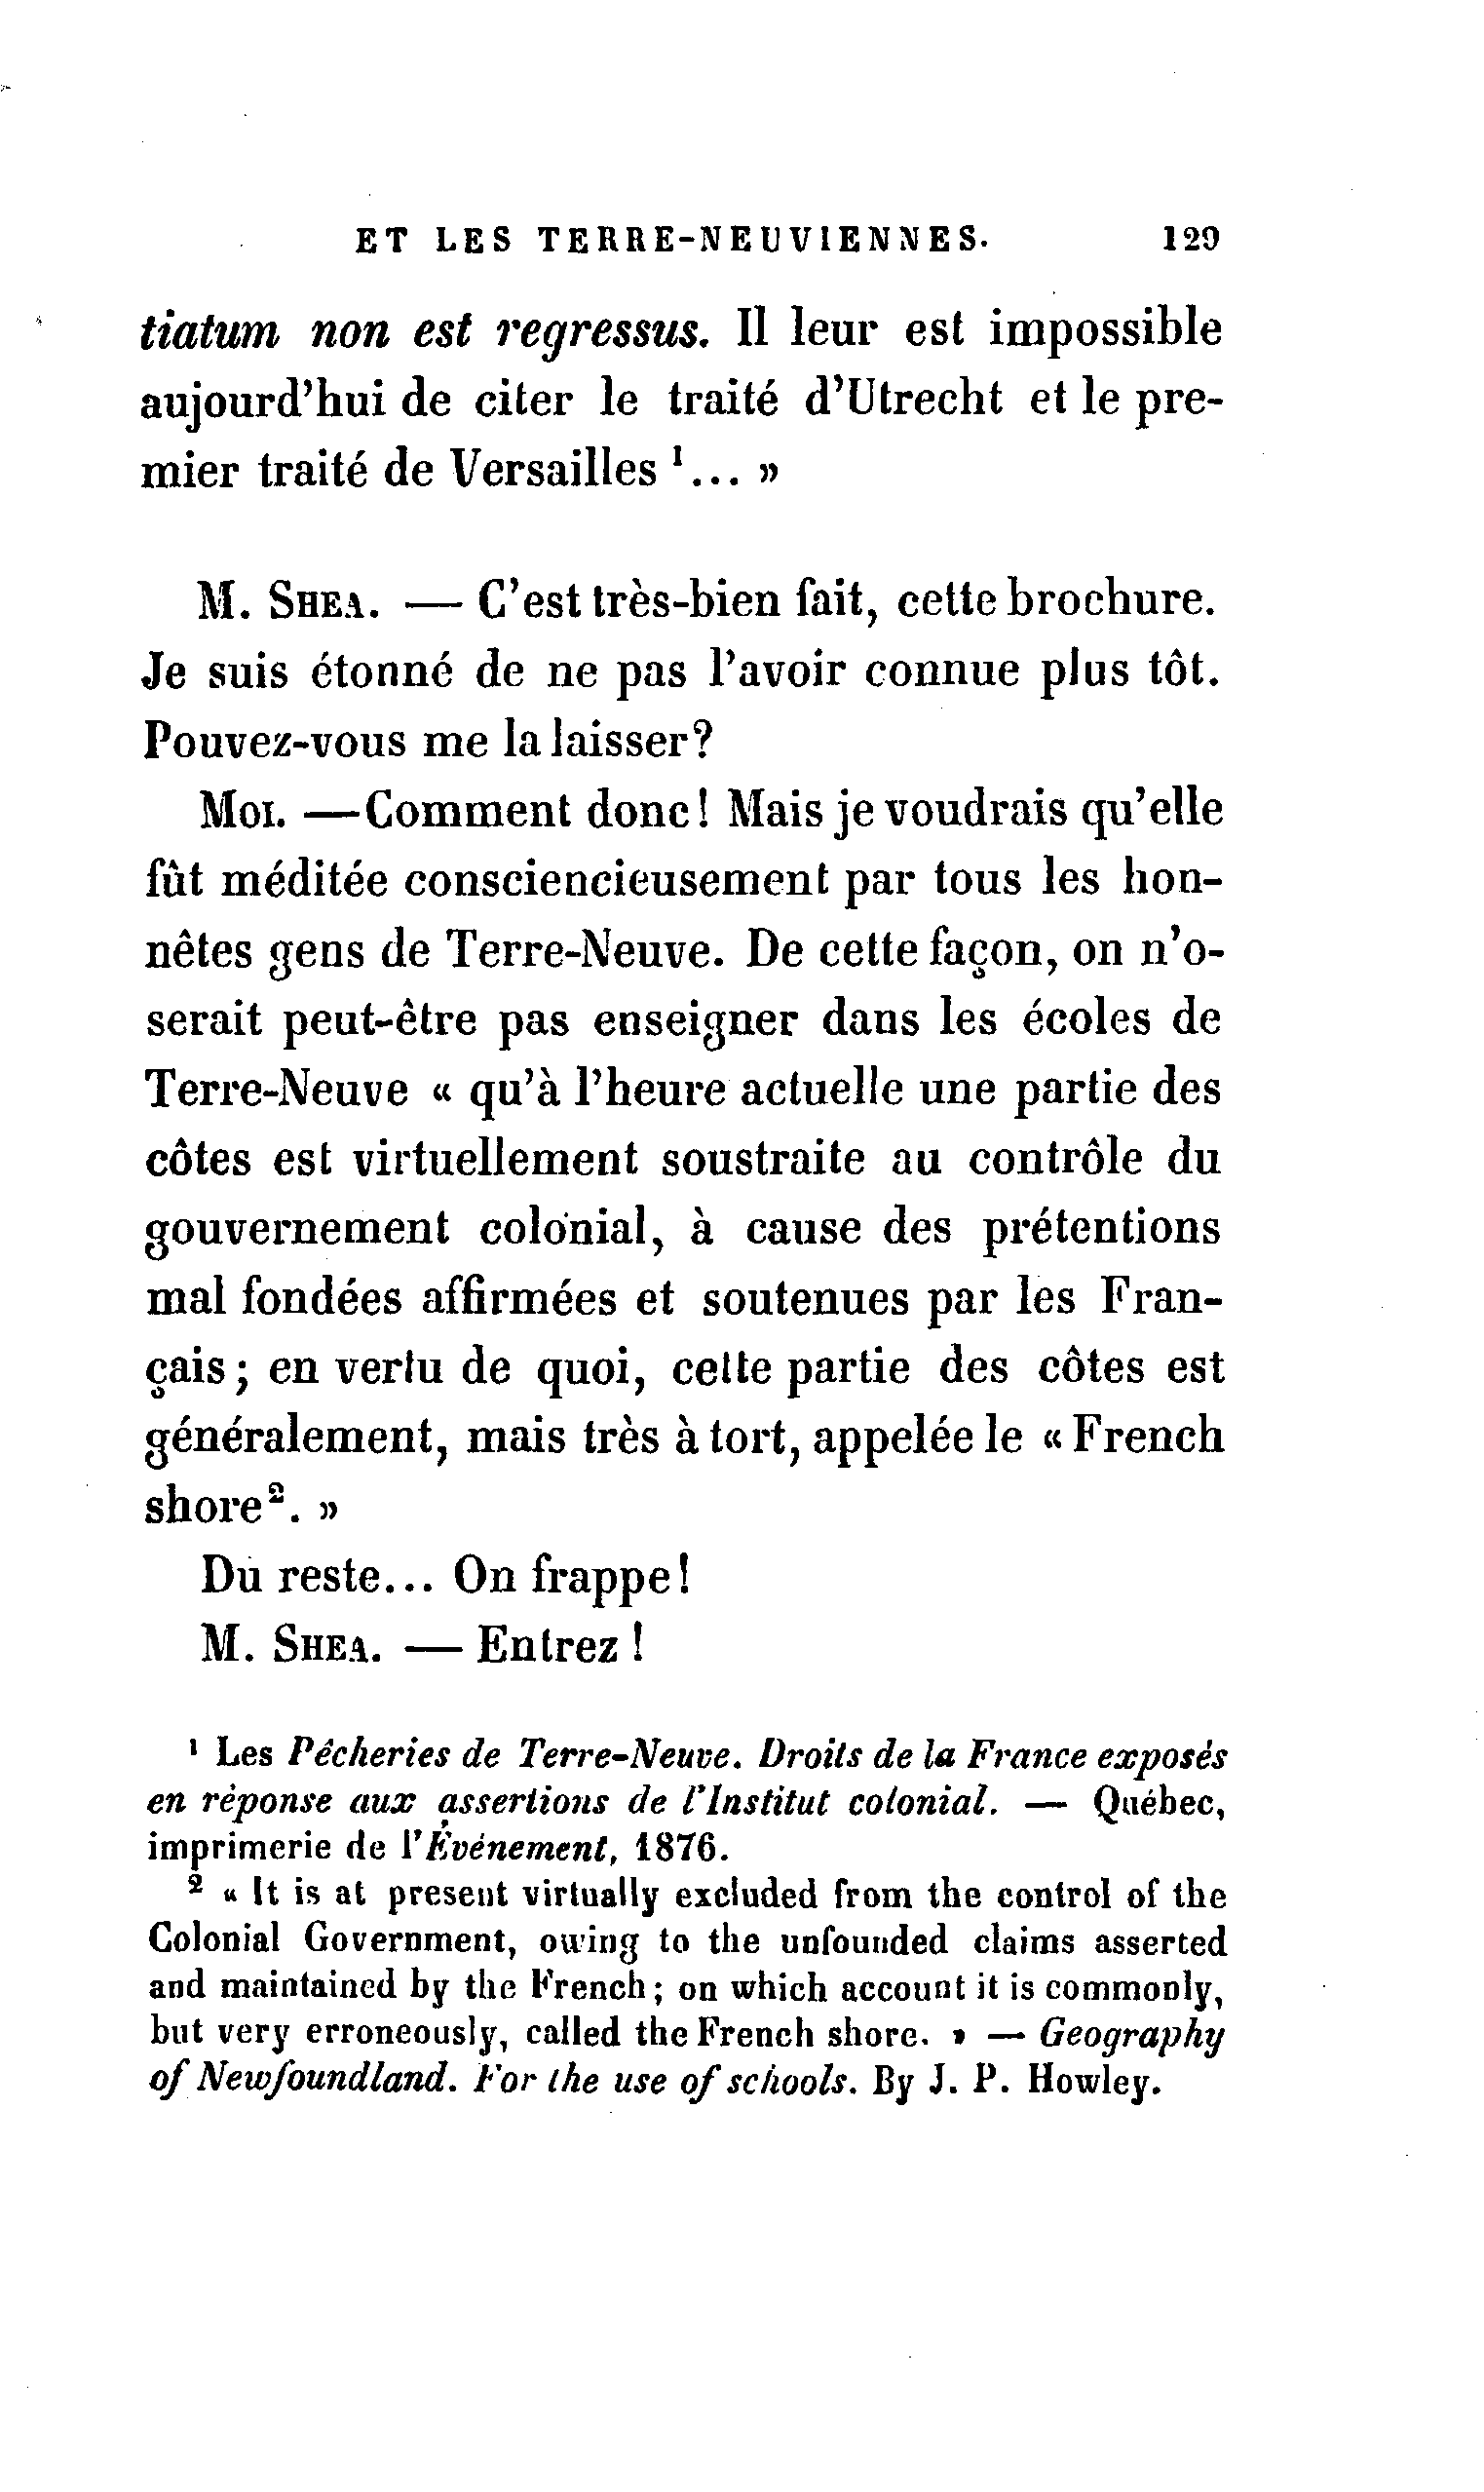 ET LES TERRE-NEUVIENNES. 129
tiatum non est regressus. Il leur est impossible
aujourd'hui de citer le traité d'Utrecht et le pre-
mier traité de Versailles ¹... »
M. SHEA. — C'est très-bien fait, cette brochure.
Je suis étonné de ne pas l'avoir connue plus tôt.
Pouvez-vous me la laisser?
MOI. — Comment donc! Mais je voudrais qu'elle
fût méditée consciencieusement par tous les hon-
nêtes gens de Terre-Neuve. De cette façon, on n'o-
serait peut-être pas enseigner dans les écoles de
Terre-Neuve « qu'à l'heure actuelle une partie des
côtes est virtuellement soustraite au contrôle du
gouvernement colonial, à cause des prétentions
mal fondées affirmées et soutenues par les Fran-
çais ; en vertu de quoi, cette partie des côtes est
généralement, mais très à tort, appelée le « French
shore². »
Du reste... On frappe!
M. SHEA. — Entrez !
¹ Les Pêcheries de Terre-Neuve. Droits de la France exposés
en réponse aux assertions de l'Institut colonial. — Québec,
imprimerie de l'Événement, 1876.
² « It is at present virtually excluded from the control of the
Colonial Government, owing to the unfounded claims asserted
and maintained by the French ; on which account it is commonly,
but very erroneously, called the French shore. » — Geography
of Newfoundland. For the use of schools. By J. P. Howley.